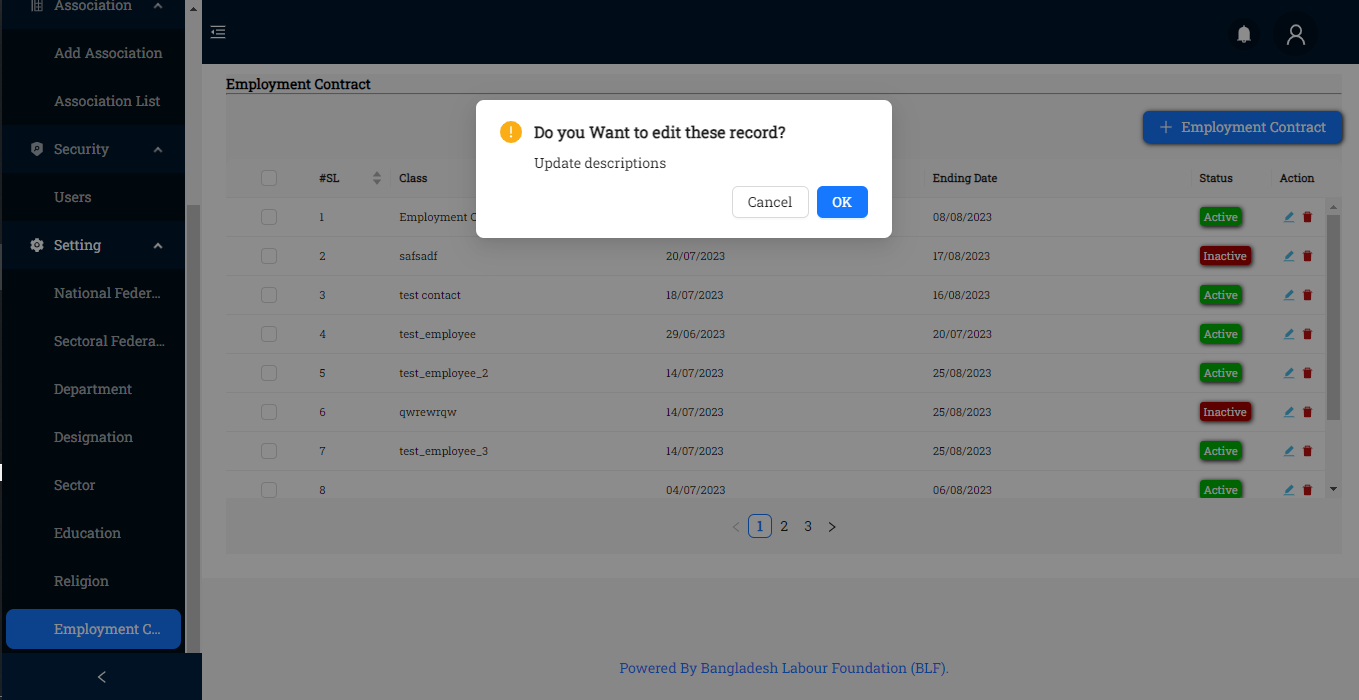 Association
Add Association
Association List
Security
Users
Setting
National Feder...
Sectoral Federa...
Department
Designation
Sector
Education
Religion
Employment C...
Employment Contract
Do you Want to edit these record?
Update descriptions
Cancel
OK
+ Employment Contract
#SL Class Ending Date Status Action
1 Employment C 08/08/2023 Active
2 safsadf 20/07/2023 17/08/2023 Inactive
3 test contact 18/07/2023 16/08/2023 Active
4 test_employee 29/06/2023 20/07/2023 Active
5 test_employee_2 14/07/2023 25/08/2023 Active
6 qwrewrqw 14/07/2023 25/08/2023 Inactive
7 test_employee_3 14/07/2023 25/08/2023 Active
8 04/07/2023 06/08/2023 Active
< 1 2 3 >
Powered By Bangladesh Labour Foundation (BLF).